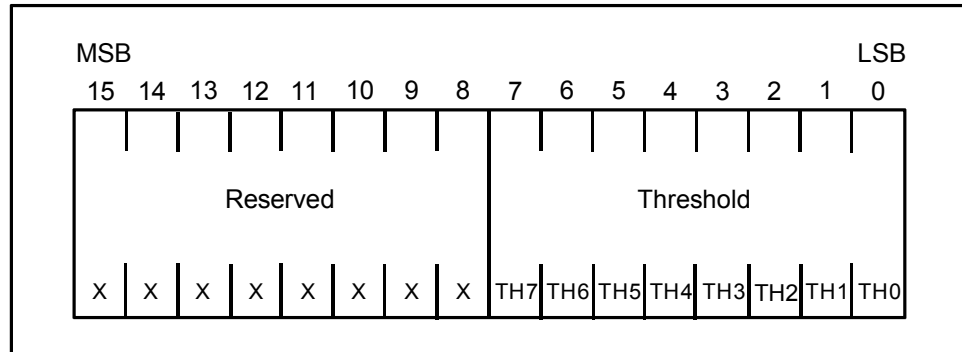 MSB LSB
15 14 13 12 11 10 9 8 7 6 5 4 3 2 1 0
Reserved Threshold
X X X X X X X X TH7 TH6 TH5 TH4 TH3 TH2 TH1 TH0